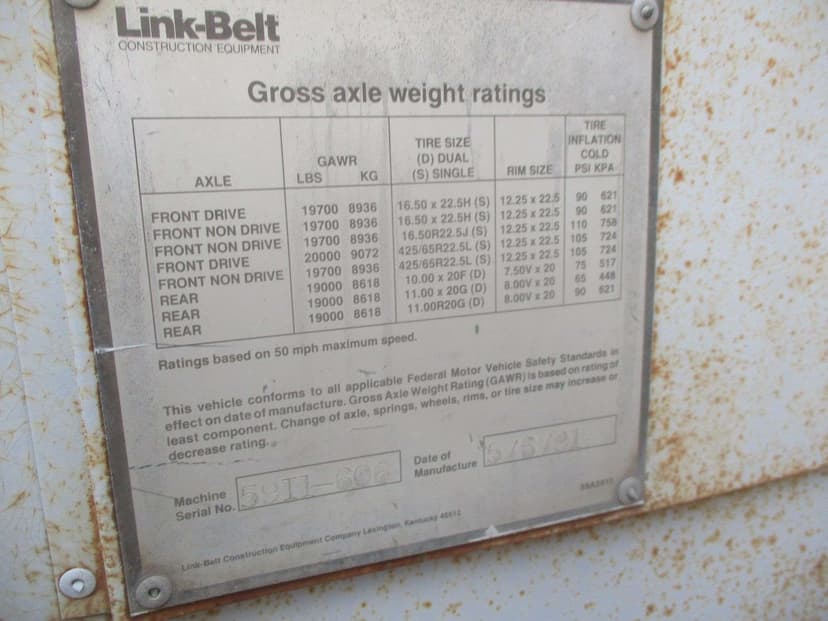 Link-Belt
CONSTRUCTION EQUIPMENT
Gross axle weight ratings
AXLE GAWR LBS KG TIRE SIZE (D) DUAL (S) SINGLE RIM SIZE TIRE INFLATION COLD PSI KPA
FRONT DRIVE 19700 8936 16.50 x 22.5H (S) 12.25 x 22.5 90 621
FRONT NON DRIVE 19700 8936 16.50 x 22.5H (S) 12.25 x 22.5 90 621
FRONT NON DRIVE 19700 8936 16.50R22.5J (S) 12.25 x 22.5 110 758
FRONT DRIVE 20000 9072 425/65R22.5L (S) 12.25 x 22.5 105 724
FRONT NON DRIVE 19700 8936 425/65R22.5L (S) 12.25 x 22.5 105 724
REAR 19000 8618 10.00 x 20F (D) 7.50V x 20 75 517
REAR 19000 8618 11.00 x 20G (D) 8.00V x 20 65 448
REAR 19000 8618 11.00R20G (D) 8.00V x 20 90 621
Ratings based on 50 mph maximum speed.
This vehicle conforms to all applicable Federal Motor Vehicle Safety Standards in
effect on date of manufacture. Gross Axle Weight Rating (GAWR) is based on rating of
least component. Change of axle, springs, wheels, rims, or tire size may increase or
decrease rating.
Machine
Serial No.
Date of
Manufacture
Link-Belt Construction Equipment Company Lexington, Kentucky